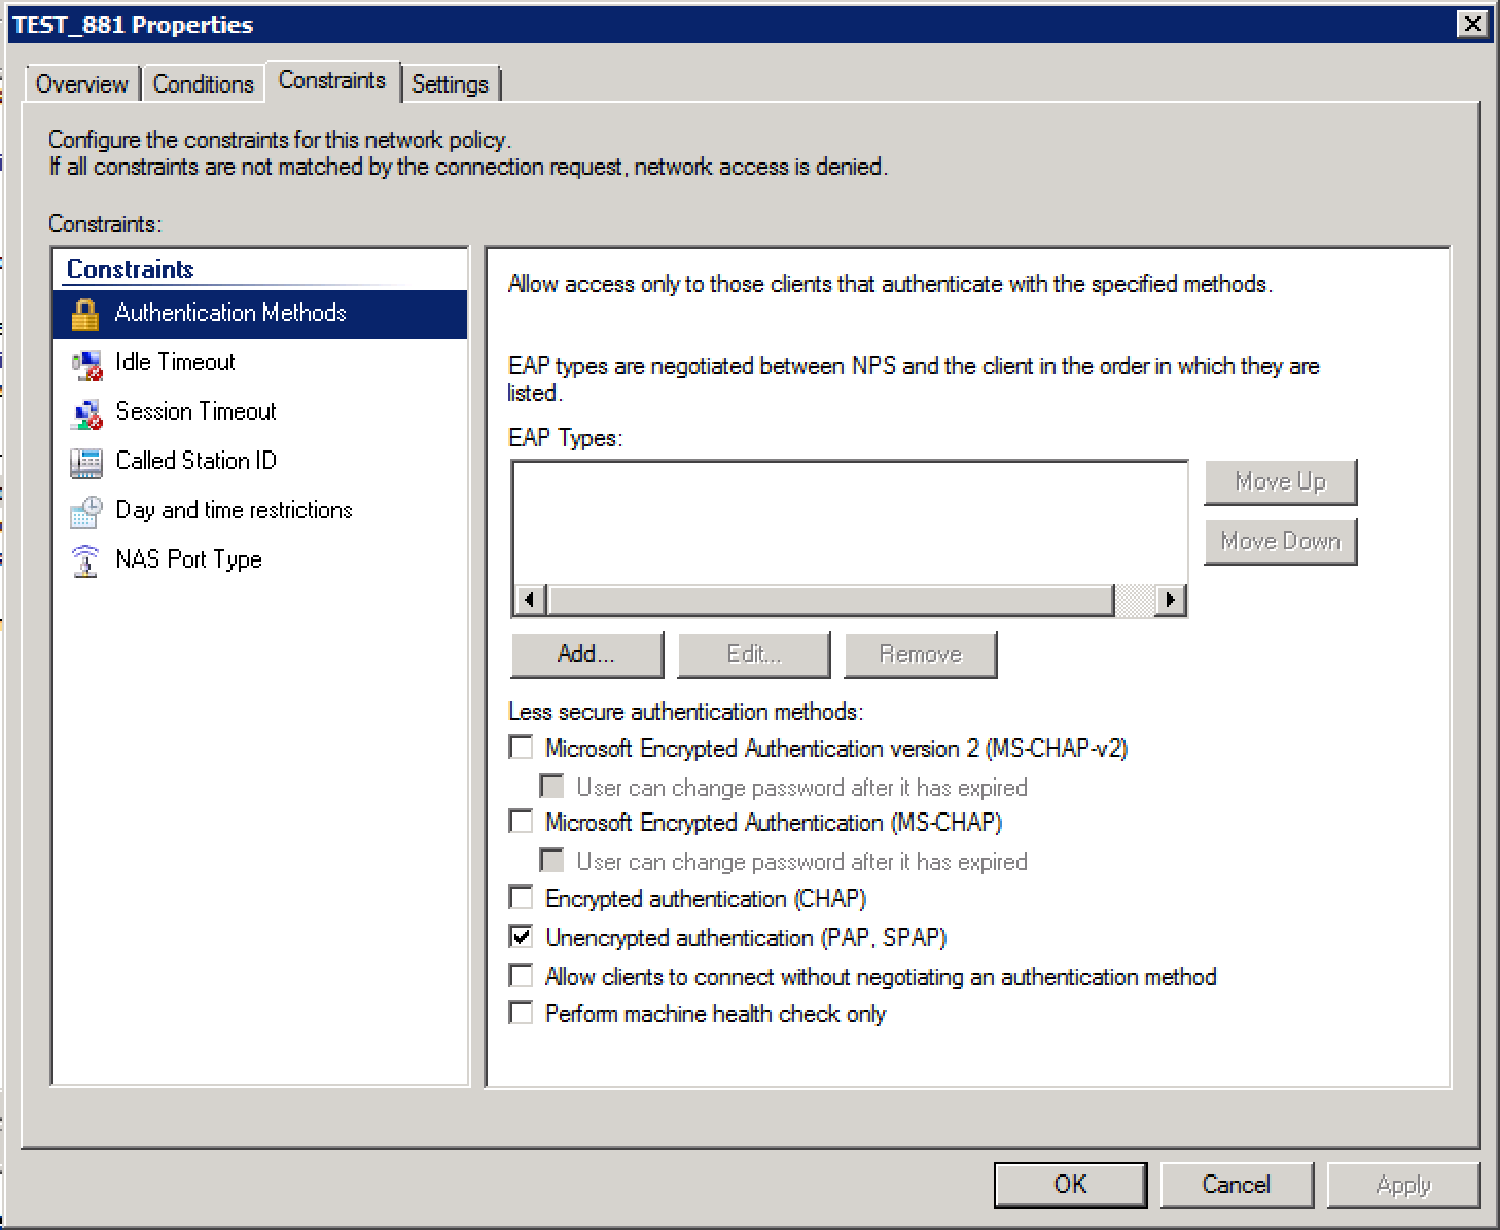 TEST_881 Properties
Overview
Conditions
Constraints
Settings
Configure the constraints for this network policy.
If all constraints are not matched by the connection request, network access is denied.
Constraints:
Constraints
Authentication Methods
Idle Timeout
Session Timeout
Called Station ID
Day and time restrictions
NAS Port Type
Allow access only to those clients that authenticate with the specified methods.
EAP types are negotiated between NPS and the client in the order in which they are
listed.
EAP Types:
Move Up
Move Down
Add...
Edit...
Remove
Less secure authentication methods:
Microsoft Encrypted Authentication version 2 (MS-CHAP-v2)
User can change password after it has expired
Microsoft Encrypted Authentication (MS-CHAP)
User can change password after it has expired
Encrypted authentication (CHAP)
Unencrypted authentication (PAP, SPAP)
Allow clients to connect without negotiating an authentication method
Perform machine health check only
OK
Cancel
Apply